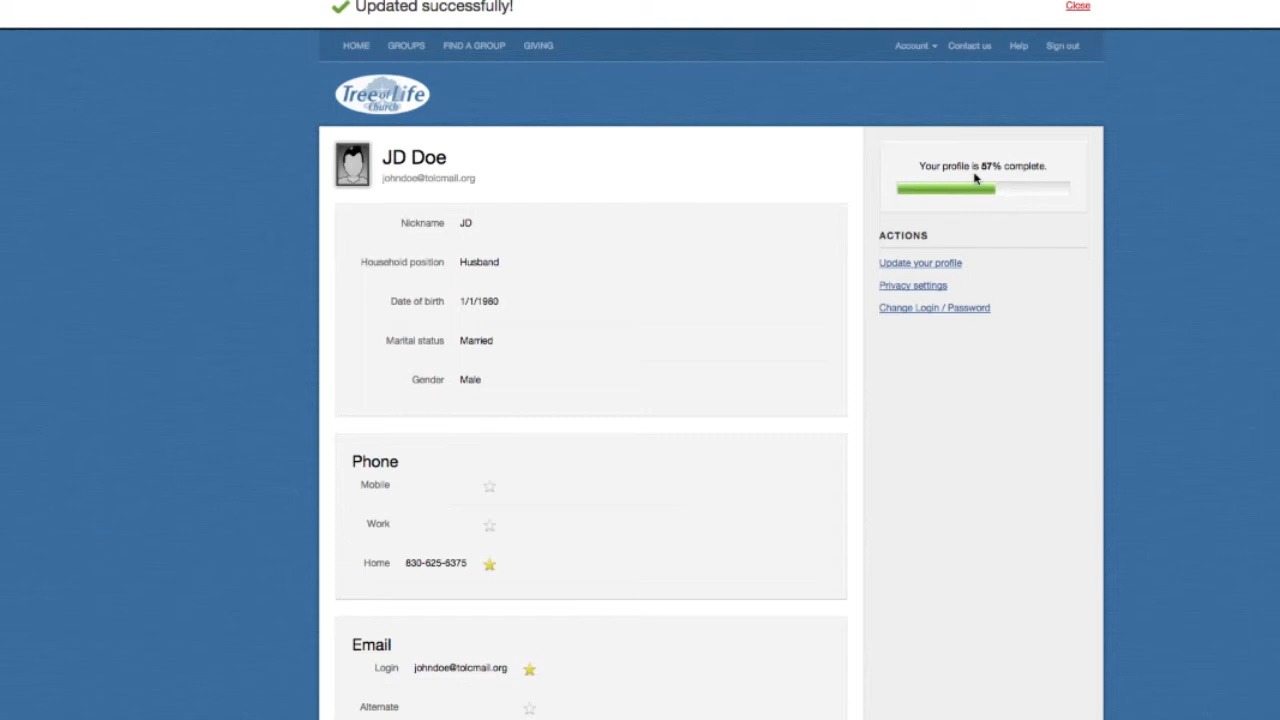 Updated successfully!
Close
HOME GROUPS FIND A GROUP GIVING
Account Contact us Help Sign out
Tree of Life
Church
JD Doe
johndoe@tolcmail.org
Your profile is 57% complete.
ACTIONS
Update your profile
Privacy settings
Change Login / Password
Nickname JD
Household position Husband
Date of birth 1/1/1980
Marital status Married
Gender Male
Phone
Mobile
Work
Home 830-625-6375
Email
Login johndoe@tolcmail.org
Alternate